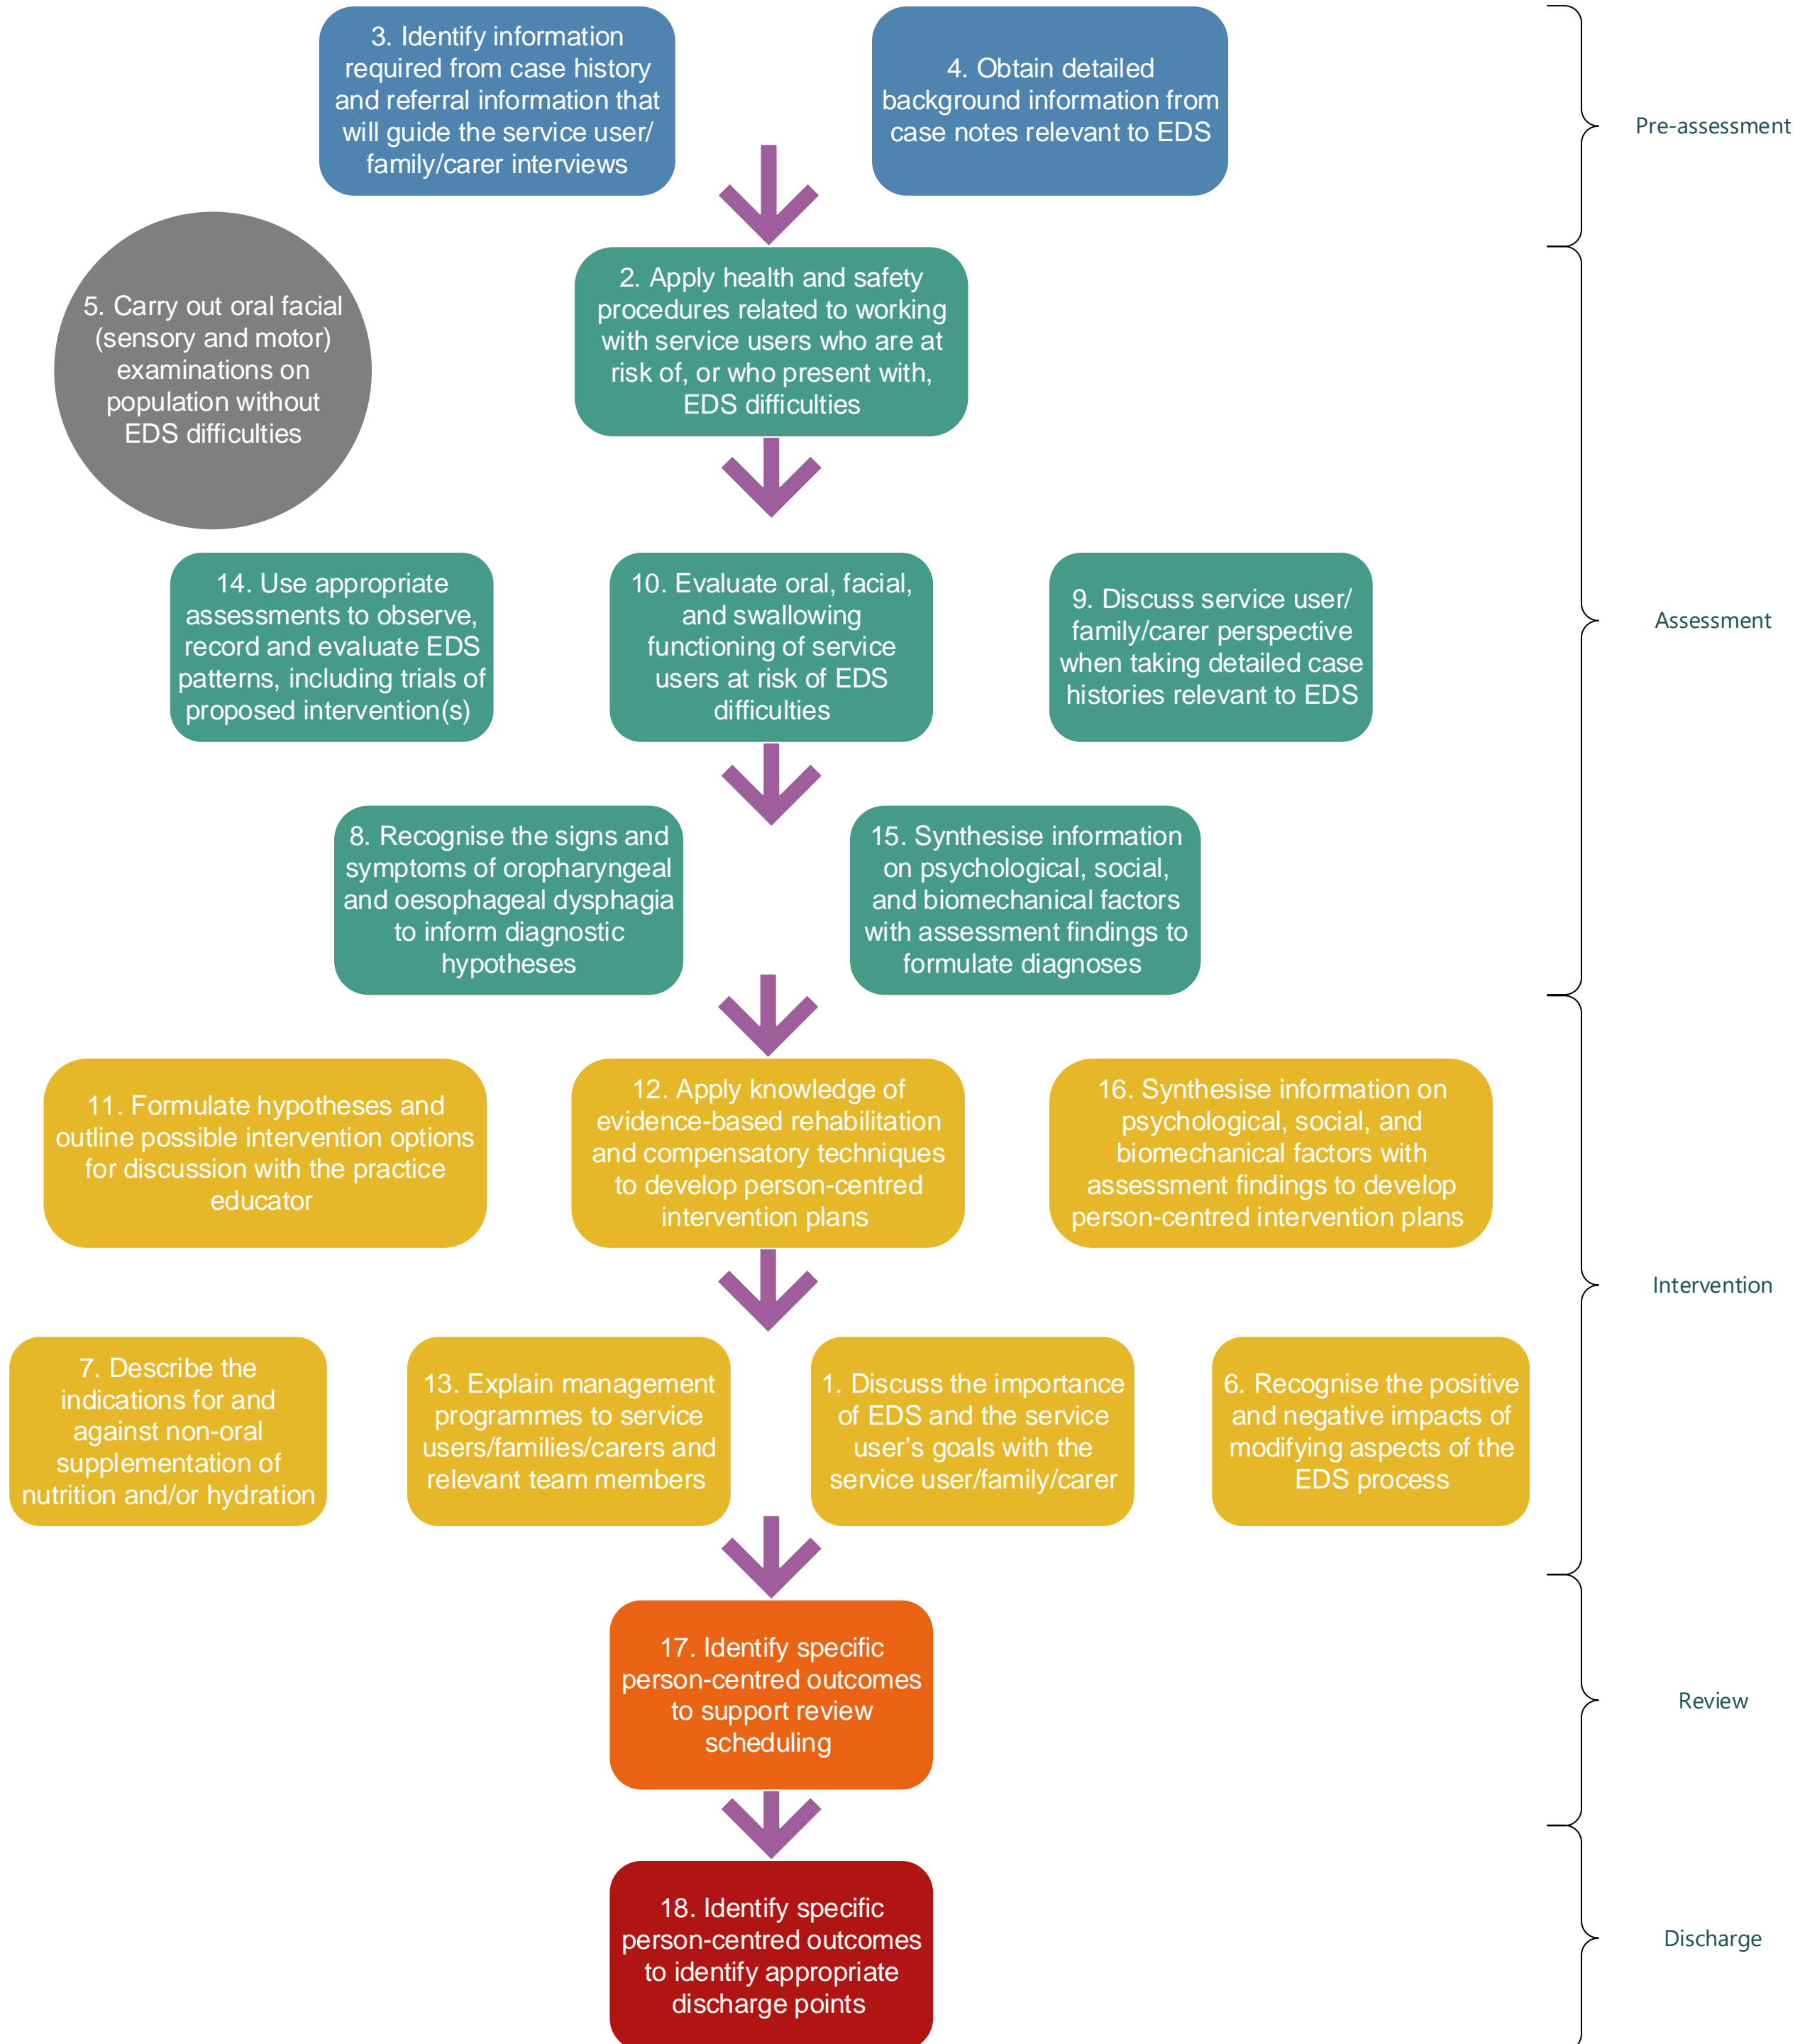 3. Identify information
required from case history
and referral information that
will guide the service user/
family/carer interviews
4. Obtain detailed
background information from
case notes relevant to EDS
Pre-assessment
5. Carry out oral facial
(sensory and motor)
examinations on
population without
EDS difficulties
2. Apply health and safety
procedures related to working
with service users who are at
risk of, or who present with,
EDS difficulties
14. Use appropriate
assessments to observe,
record and evaluate EDS
patterns, including trials of
proposed intervention(s)
10. Evaluate oral, facial,
and swallowing
functioning of service
users at risk of EDS
difficulties
9. Discuss service user/
family/carer perspective
when taking detailed case
histories relevant to EDS
Assessment
8. Recognise the signs and
symptoms of oropharyngeal
and oesophageal dysphagia
to inform diagnostic
hypotheses
15. Synthesise information
on psychological, social,
and biomechanical factors
with assessment findings to
formulate diagnoses
11. Formulate hypotheses and
outline possible intervention options
for discussion with the practice
educator
12. Apply knowledge of
evidence-based rehabilitation
and compensatory techniques
to develop person-centred
intervention plans
16. Synthesise information on
psychological, social, and
biomechanical factors with
assessment findings to develop
person-centred intervention plans
Intervention
7. Describe the
indications for and
against non-oral
supplementation of
nutrition and/or hydration
13. Explain management
programmes to service
users/families/carers and
relevant team members
1. Discuss the importance
of EDS and the service
user’s goals with the
service user/family/carer
6. Recognise the positive
and negative impacts of
modifying aspects of the
EDS process
17. Identify specific
person-centred outcomes
to support review
scheduling
Review
18. Identify specific
person-centred outcomes
to identify appropriate
discharge points
Discharge